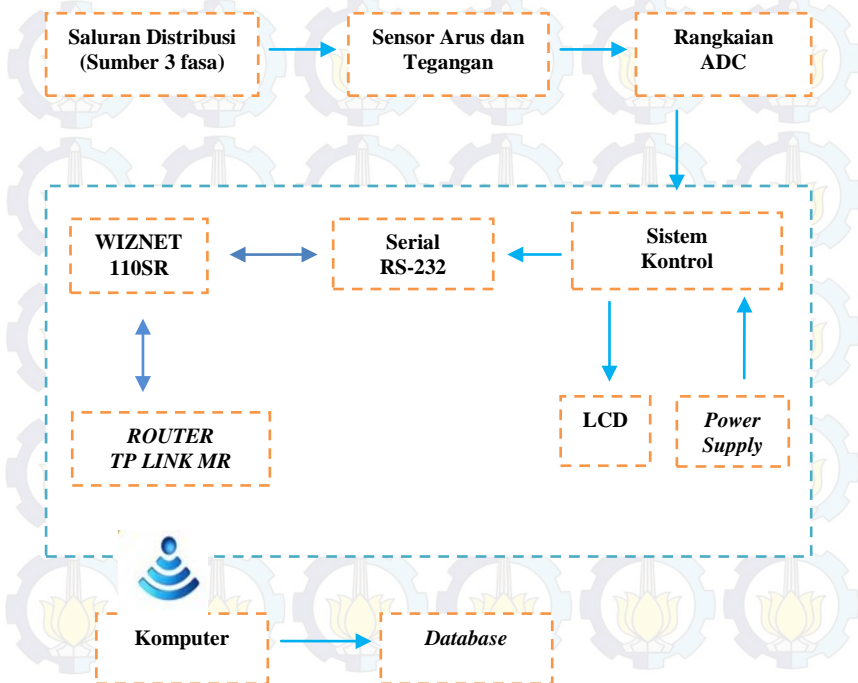 Saluran Distribusi
(Sumber 3 fasa)
Sensor Arus dan
Tegangan
Rangkaian
ADC
WIZNET
110SR
Serial
RS-232
Sistem
Kontrol
ROUTER
TP LINK MR
LCD
Power
Supply
Komputer
Database